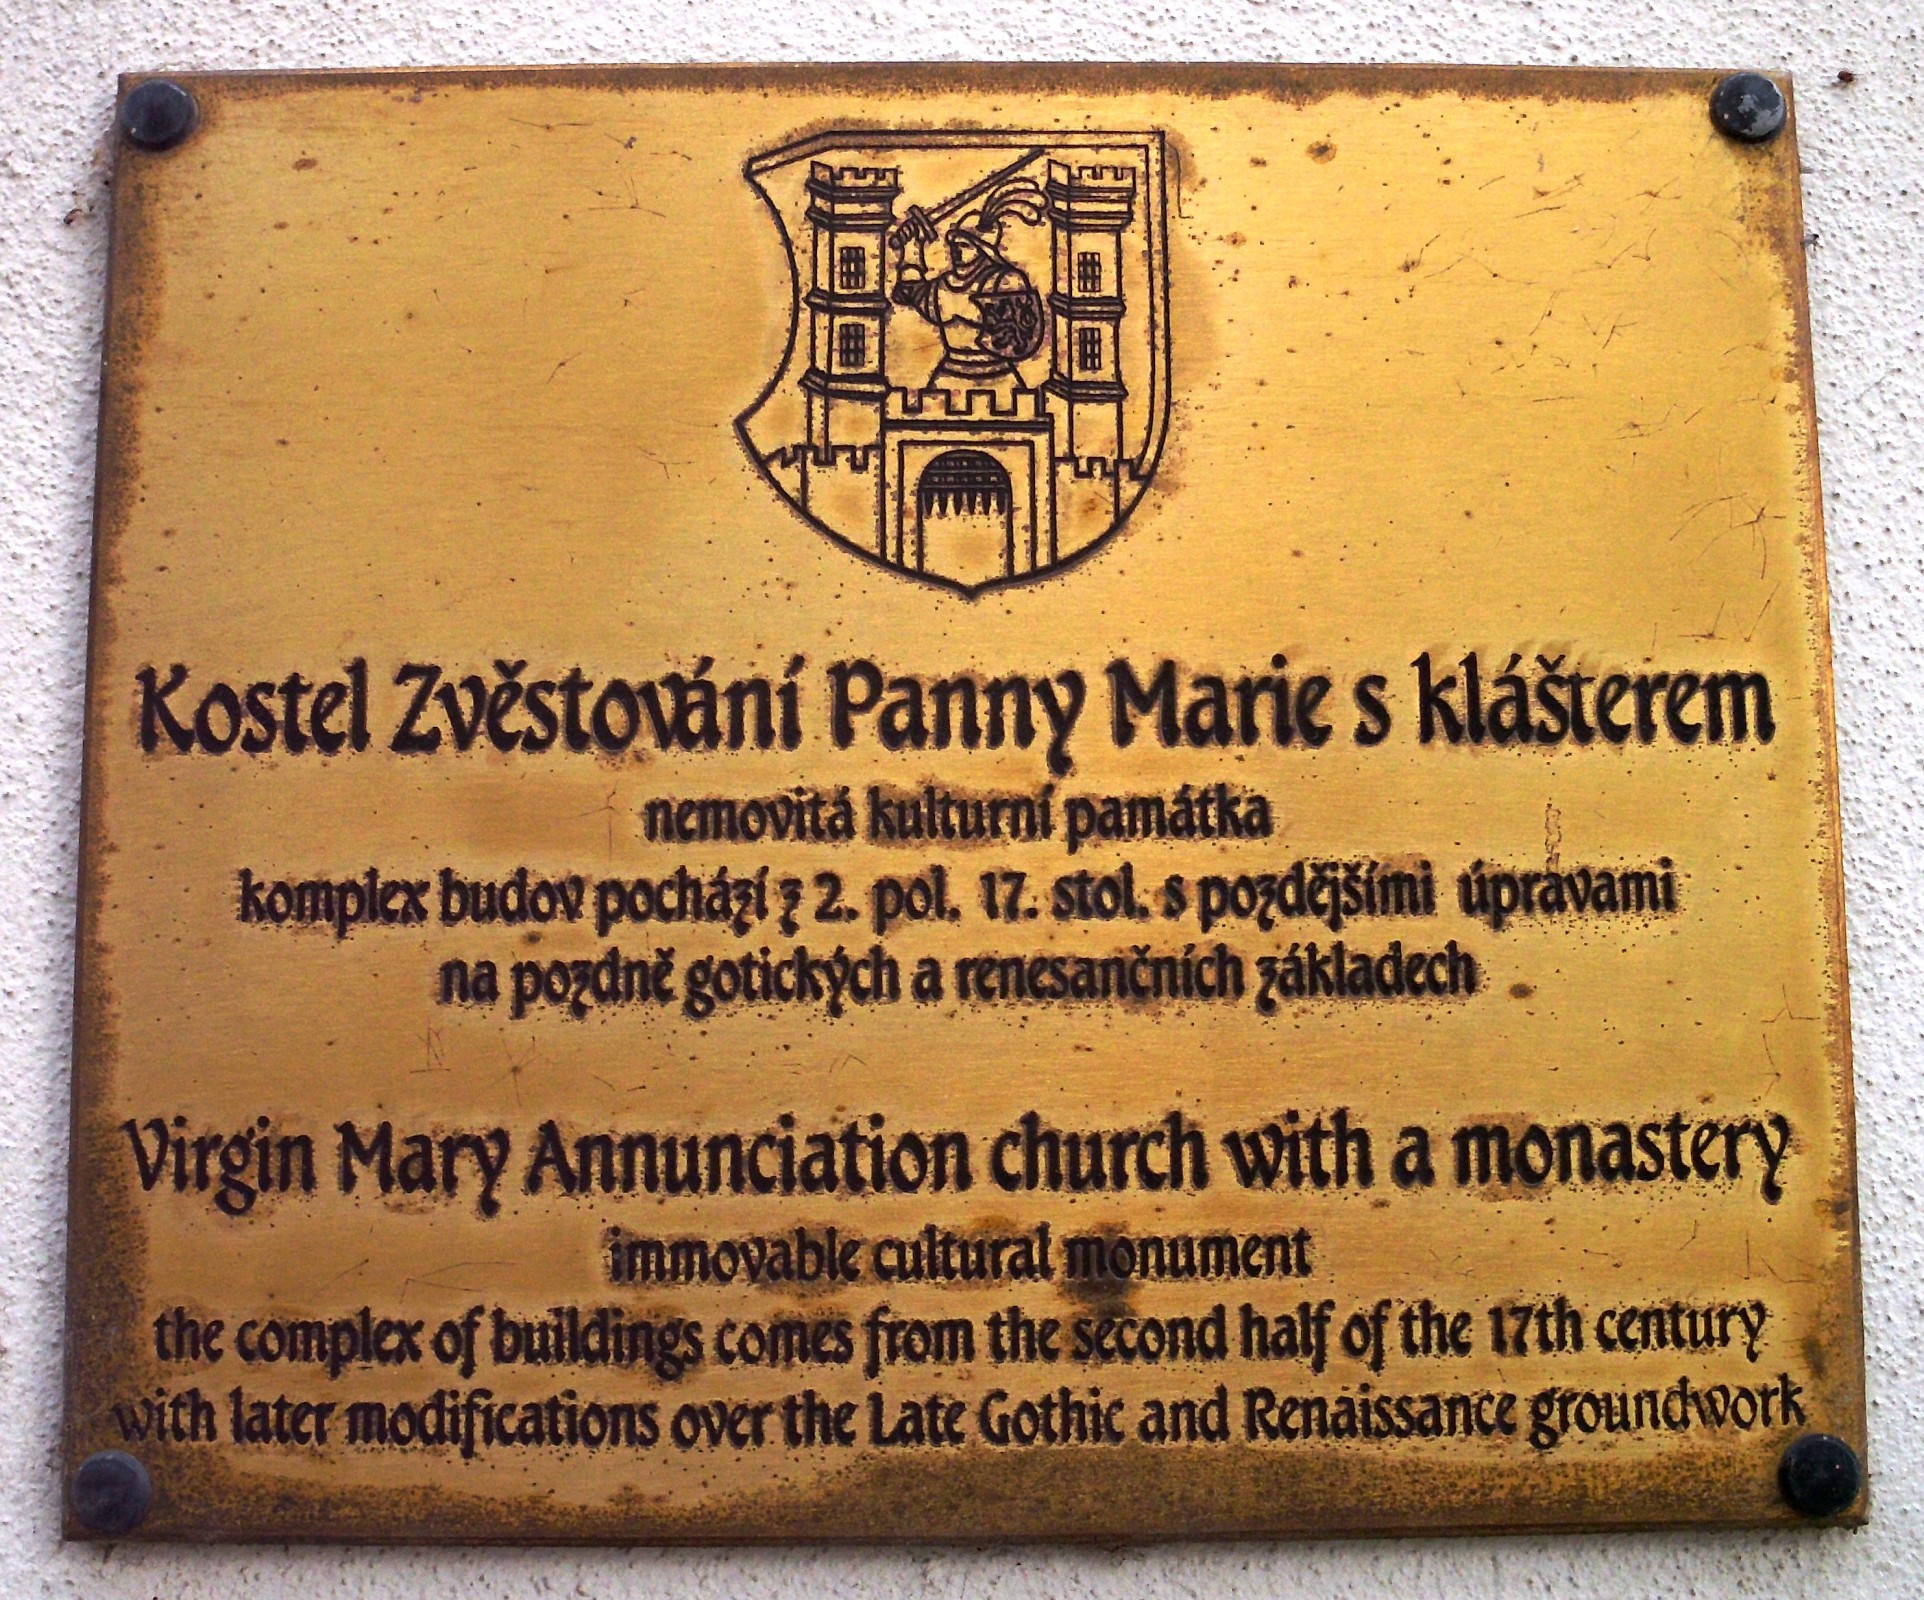 Kostel Zvěstování Panny Marie s klášterem
nemovitá kulturní památka
komplex budov pochází z 2. pol. 17. stol. s pozdějšími úpravami
na pozdně gotických a renesančních základech
Virgin Mary Annunciation church with a monastery
immovable cultural monument
the complex of buildings comes from the second half of the 17th century
with later modifications over the Late Gothic and Renaissance groundwork